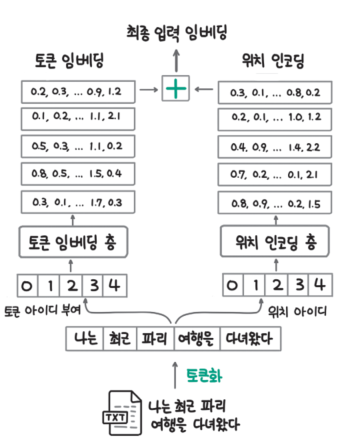 최종 입력 임베딩
토큰 임베딩
위치 인코딩
+
0.2, 0.3, ... 0.9, 1.2
0.3, 0.1, ... 0.8, 0.2
0.1, 0.2, ... 1.1, 2.1
0.2, 0.1, ... 1.0, 1.2
0.5, 0.3, ... 1.1, 0.2
0.4. 0.9, ... 1.4, 2.2
0.8, 0.5, ... 1.5, 0.4
0.7, 0.2, ... 0.1, 2.1
0.3, 0.1, ... 1.7, 0.3
0.8, 0.9, ... 0.2, 1.5
토큰 임베딩 층
위치 인코딩 층
0 1 2 3 4
0 1 2 3 4
토큰 아이디 부여
위치 아이디
나는 최근 파리 여행을 다녀왔다
토큰화
TXT
나는 최근 파리
여행을 다녀왔다